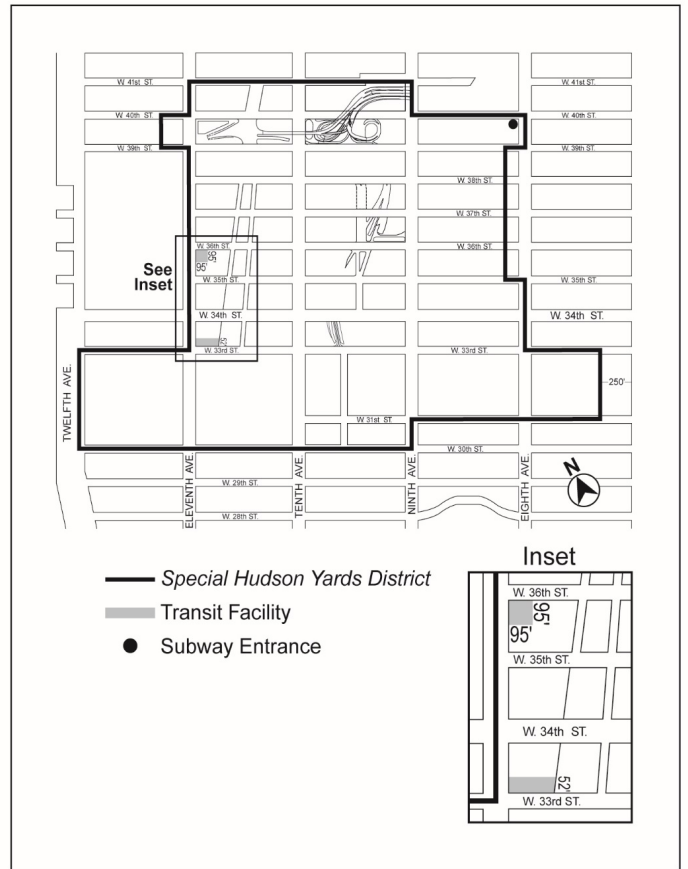 W. 41st ST.
W. 41st ST.
W. 40th ST.
W. 40th ST.
W. 39th ST.
W. 39th ST.
W. 38th ST.
W. 37th ST.
W. 36th ST.
W. 36th ST.
See
Inset
95'
95'
W. 35th ST.
W. 35th ST.
W. 34th ST.
W. 34th ST.
52'
W. 33rd ST.
W. 33rd ST.
250'
TWELFTH AVE.
W. 31st ST.
W. 30th ST.
ELEVENTH AVE.
TENTH AVE.
NINTH AVE.
EIGHTH AVE.
W. 29th ST.
W. 28th ST.
N
Special Hudson Yards District
Transit Facility
Subway Entrance
Inset
W. 36th ST.
95'
95'
W. 35th ST.
W. 34th ST.
52'
W. 33rd ST.